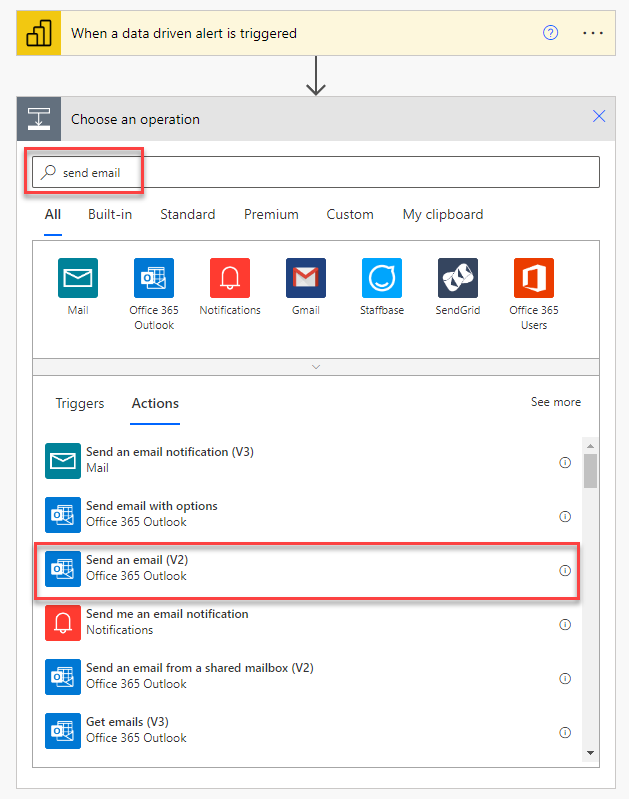 When a data driven alert is triggered
Choose an operation
send email
All Built-in Standard Premium Custom My clipboard
Mail
Office 365 Outlook
Notifications
Gmail
Staffbase
SendGrid
Office 365 Users
Triggers Actions See more
Send an email notification (V3)
Mail
Send email with options
Office 365 Outlook
Send an email (V2)
Office 365 Outlook
Send me an email notification
Notifications
Send an email from a shared mailbox (V2)
Office 365 Outlook
Get emails (V3)
Office 365 Outlook